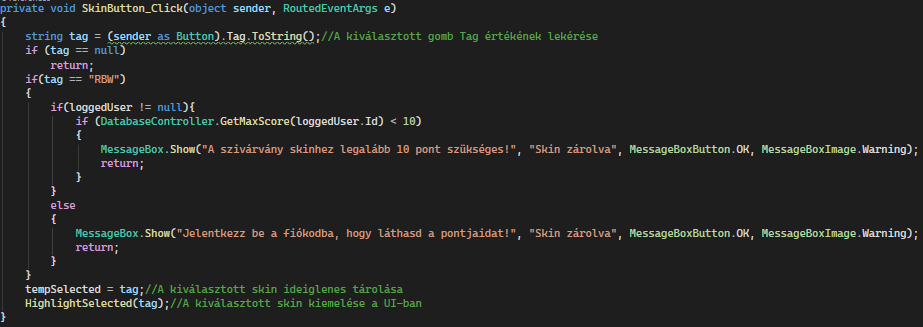 private void SkinButton_Click(object sender, RoutedEventArgs e)
{
    string tag = (sender as Button).Tag.ToString();//A kiválasztott gomb Tag értékének lekérése
    if (tag == null)
        return;
    if(tag == "RBW")
    {
        if(loggedUser != null){
            if (DatabaseController.GetMaxScore(loggedUser.Id) < 10)
            {
                MessageBox.Show("A szivárvány skinhez legalább 10 pont szükséges!", "Skin zárolva", MessageBoxButton.OK, MessageBoxImage.Warning);
                return;
            }
        }
        else
        {
            MessageBox.Show("Jelentkezz be a fiókodba, hogy láthasd a pontjaidat!", "Skin zárolva", MessageBoxButton.OK, MessageBoxImage.Warning);
            return;
        }
    }
    tempSelected = tag;//A kiválasztott skin ideiglenes tárolása
    HighlightSelected(tag);//A kiválasztott skin kiemelése a UI-ban
}